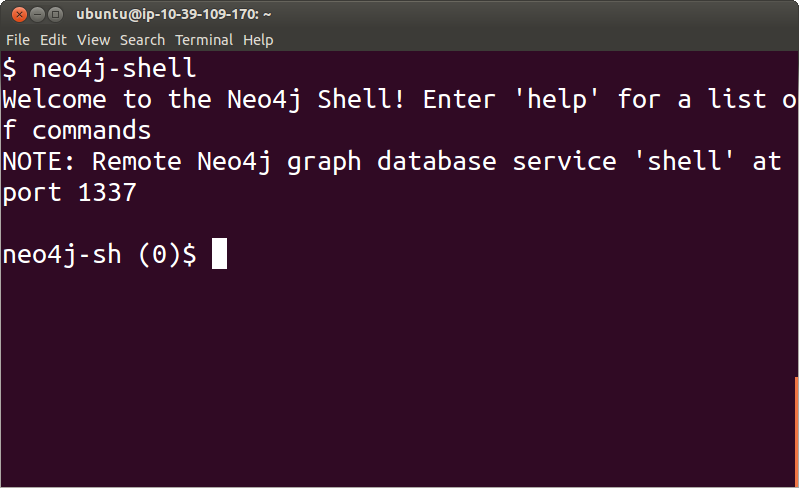 ubuntu@ip-10-39-109-170: ~
File Edit View Search Terminal Help
$ neo4j-shell
Welcome to the Neo4j Shell! Enter 'help' for a list o
f commands
NOTE: Remote Neo4j graph database service 'shell' at
port 1337
neo4j-sh (0)$